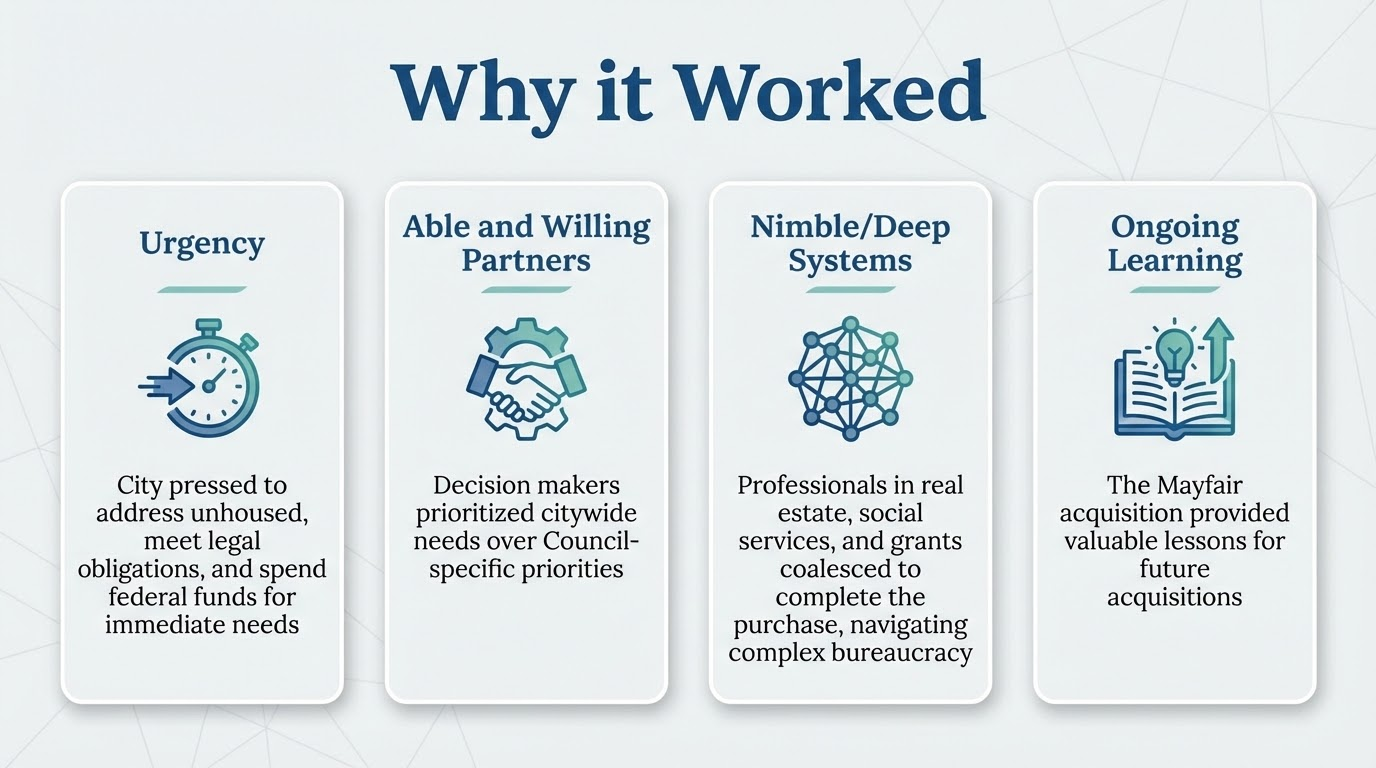 Why it Worked
Urgency
City pressed to
address unhoused,
meet legal
obligations, and spend
federal funds for
immediate needs
Able and Willing
Partners
Decision makers
prioritized citywide
needs over Council-
specific priorities
Nimble/Deep
Systems
Professionals in real
estate, social
services, and grants
coalesced to
complete the
purchase, navigating
complex bureaucracy
Ongoing
Learning
The Mayfair
acquisition provided
valuable lessons for
future
acquisitions